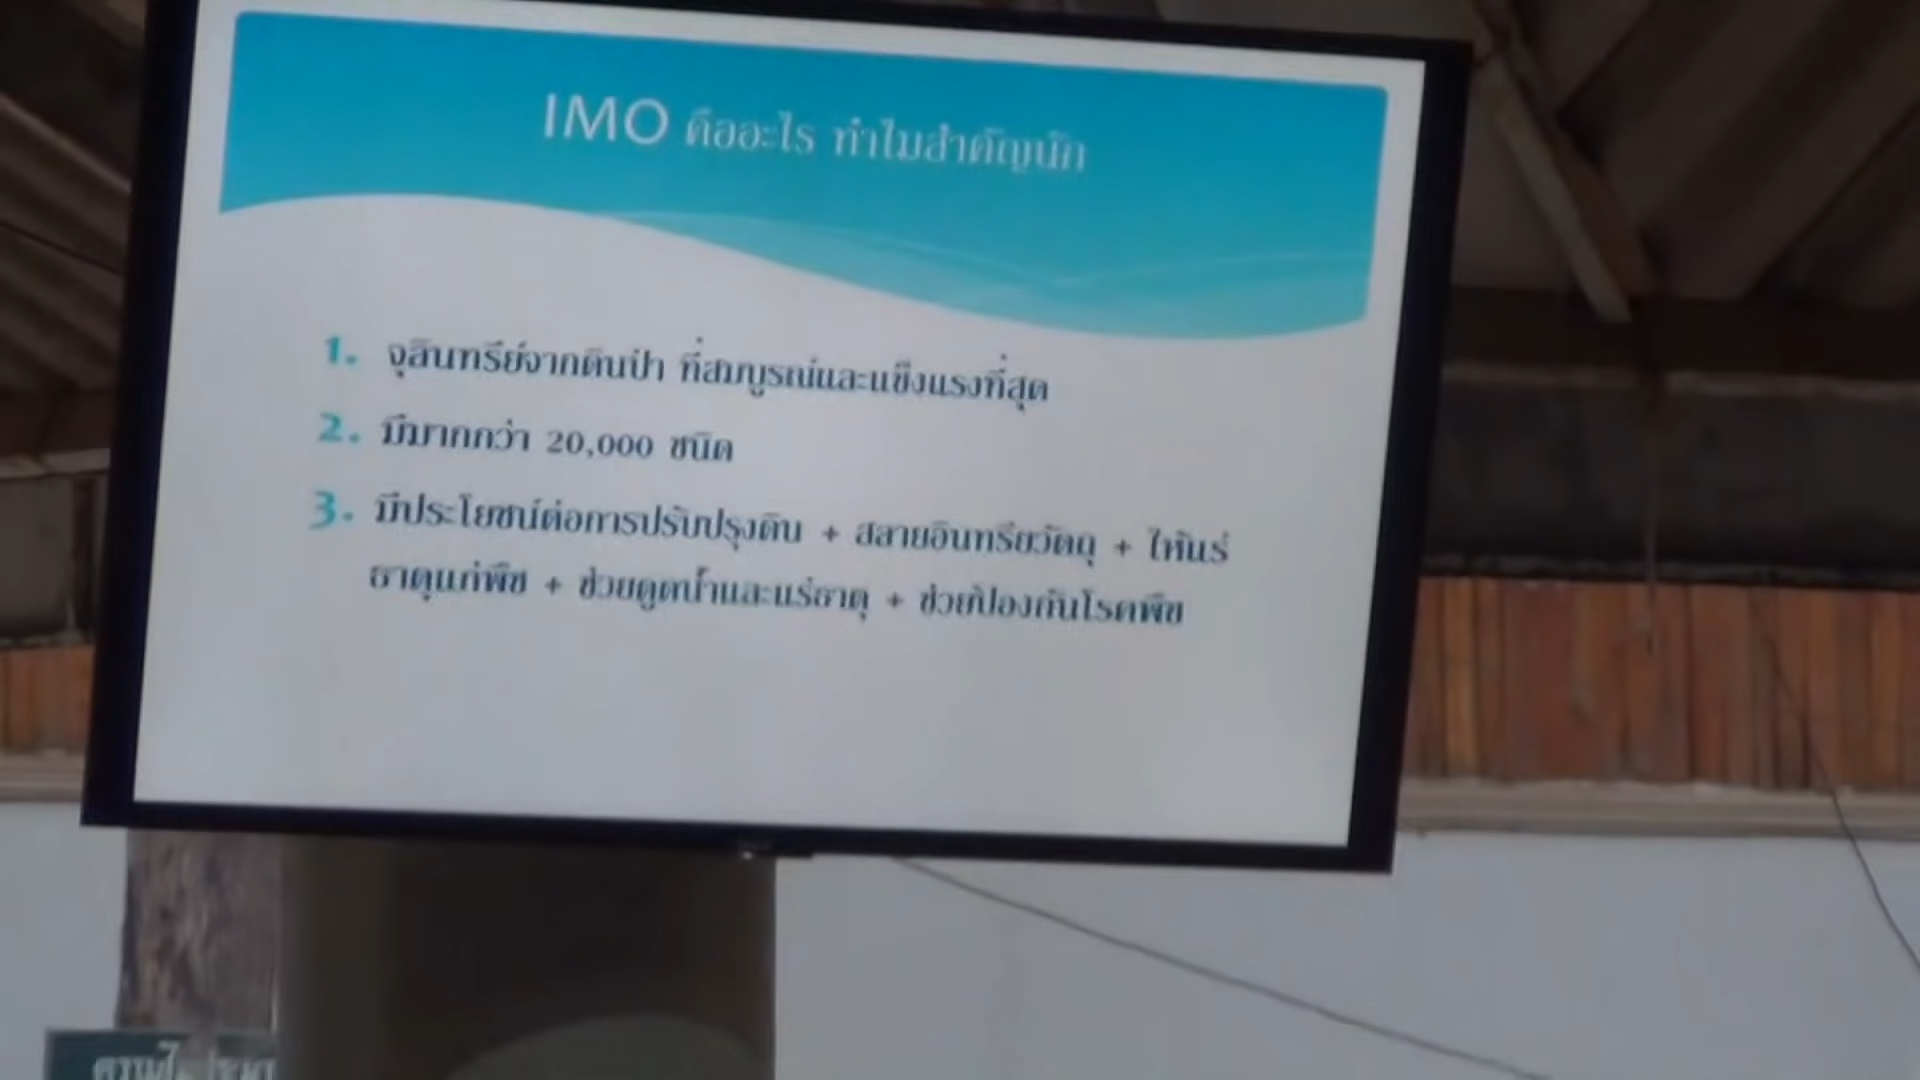 IMO คืออะไร ทำไมสำคัญนัก
1. จุลินทรีย์จากดินป่า ที่สมบูรณ์และแข็งแรงที่สุด
2. มีมากกว่า 20,000 ชนิด
3. มีประโยชน์ต่อการปรับปรุงดิน + สลายอินทรียวัตถุ + ให้แร่
ธาตุแก่พืช + ช่วยดูดน้ำและแร่ธาตุ + ช่วยป้องกันโรคพืช